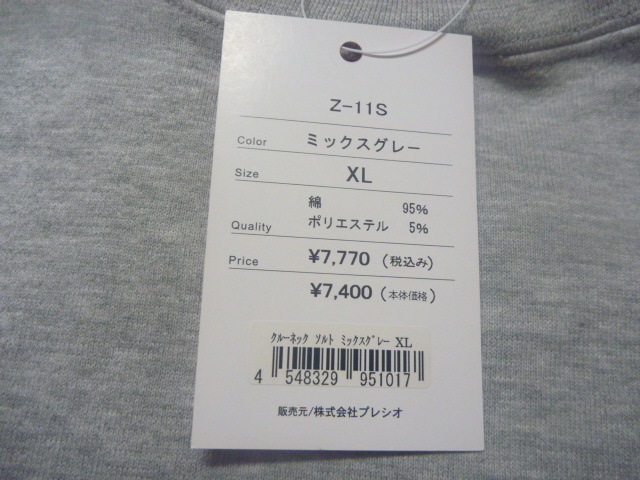 Z-11S
Color ミックスグレー
Size XL
綿 95%
Quality ポリエステル 5%
Price ¥7,770 (税込み)
¥7,400 (本体価格)
ｸﾙｰﾈｯｸ ｿﾙﾄ ﾐｯｸｽｸﾞﾚｰ XL
4 548329 951017
販売元/株式会社プレシオ